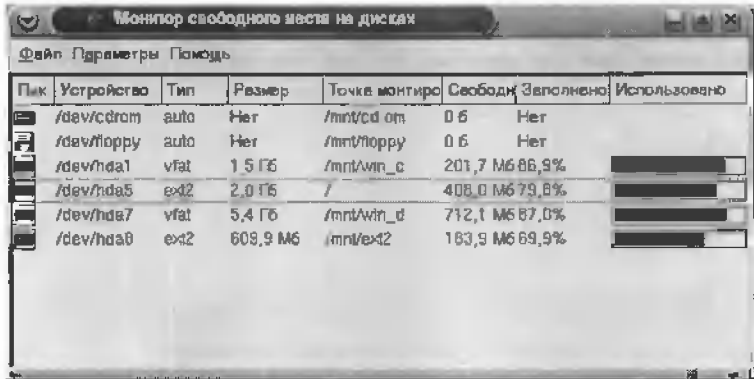 Монитор свободного места на дисках
Файл Параметры Помощь
Пик Устройство Тип Размер Точка монтиро Свободн Заполнено Использовано
/dev/cdrom auto Нет /mnt/cdrom 0 б Нет
/dev/floppy auto Нет /mnt/floppy 0 б Нет
/dev/hda1 vfat 1,5 Гб /mnt/win_c 201,7 Мб 86,9%
/dev/hda5 ext2 2,0 Гб / 408,0 Мб 79,8%
/dev/hda7 vfat 5,4 Гб /mnt/win_d 712,1 Мб 87,0%
/dev/hda8 ext2 609,9 Мб /mnt/ext2 183,9 Мб 69,9%